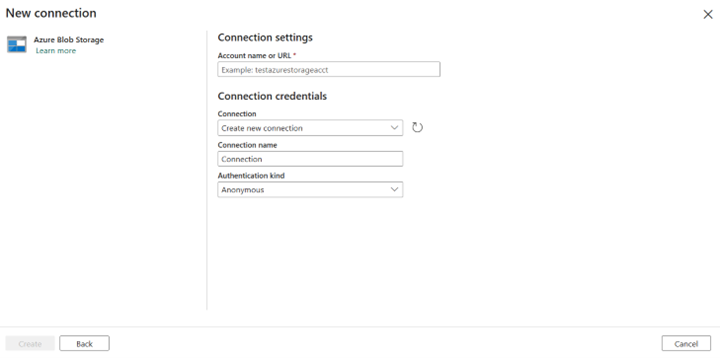 New connection
Azure Blob Storage
Learn more
Connection settings
Account name or URL *
Example: testazurestorageacct
Connection credentials
Connection
Create new connection
Connection name
Connection
Authentication kind
Anonymous
Create
Back
Cancel